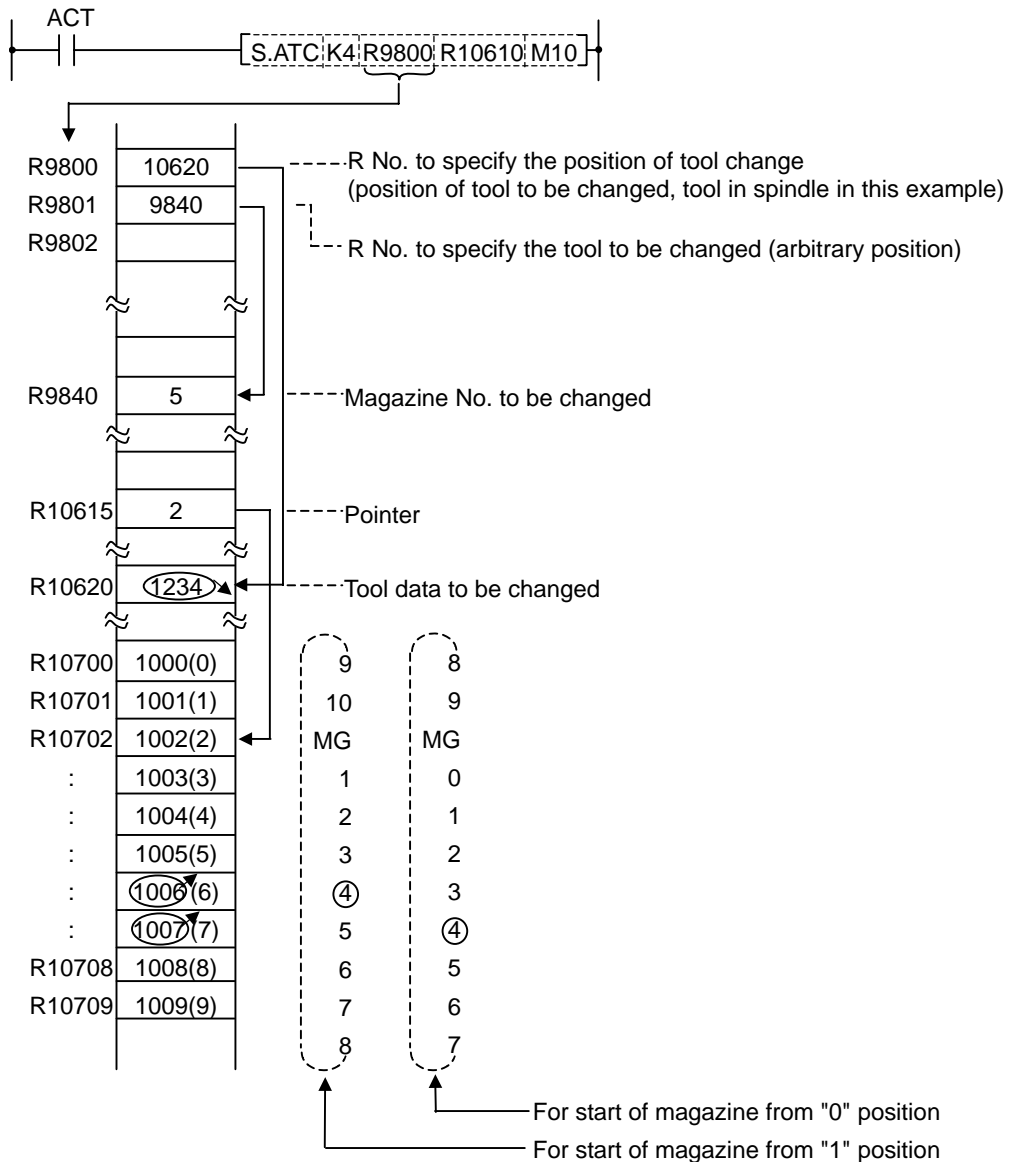 ACT
S.ATC K4 R9800 R10610 M10
R9800 10620 R No. to specify the position of tool change
(position of tool to be changed, tool in spindle in this example)
R9801 9840
R9802 R No. to specify the tool to be changed (arbitrary position)
R9840 5 Magazine No. to be changed
R10615 2 Pointer
R10620 1234 Tool data to be changed
R10700 1000(0) 9 8
R10701 1001(1) 10 9
R10702 1002(2) MG MG
: 1003(3) 1 0
: 1004(4) 2 1
: 1005(5) 3 2
: 1006(6) 4 3
: 1007(7) 5 4
R10708 1008(8) 6 5
R10709 1009(9) 7 6
8 7
For start of magazine from "0" position
For start of magazine from "1" position